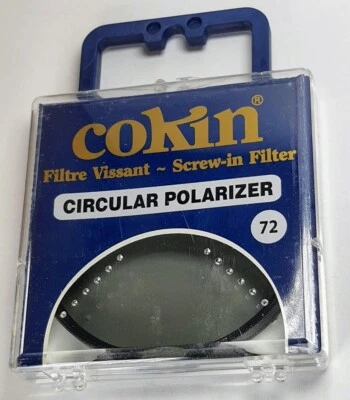 cokin®
Filtre Vissant ~ Screw-in Filter
CIRCULAR POLARIZER
72